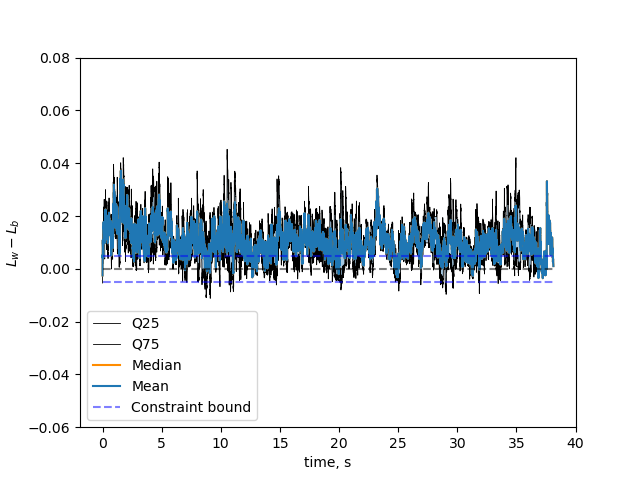 0.08
0.06
0.04
0.02
0.00
−0.02
−0.04
−0.06
L_w − L_b
Q25
Q75
Median
Mean
Constraint bound
0 5 10 15 20 25 30 35 40
time, s